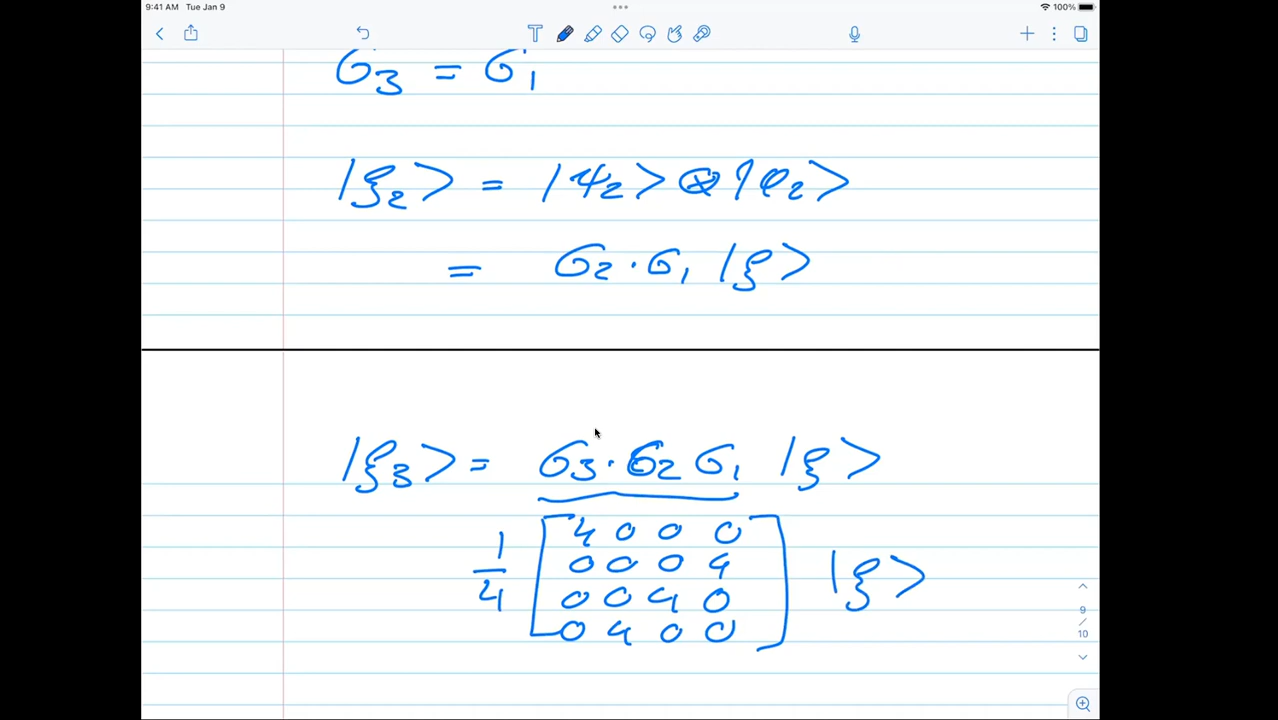 9:41 AM Tue Jan 9
100%
σ3 = σ1
|ξ2> = |ψ2> ⊗ |φ2>
= σ2 · σ1 |ξ>
|ξ3> = σ3 · σ2 σ1 |ξ>
1/4 [4 0 0 0
0 0 0 4
0 0 4 0
0 4 0 0] |ξ>
9
/
10